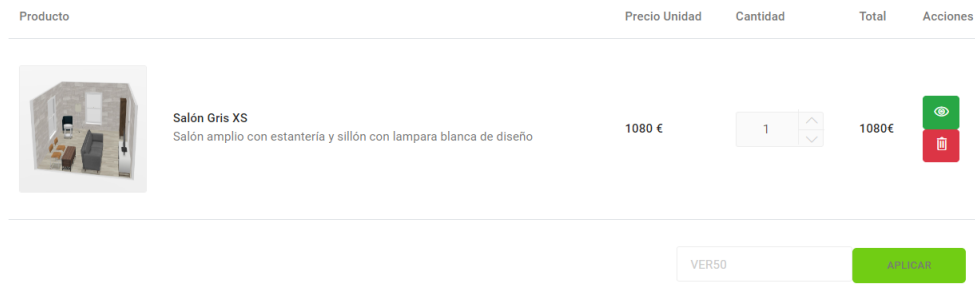 Producto Precio Unidad Cantidad Total Acciones
Salón Gris XS
Salón amplio con estantería y sillón con lampara blanca de diseño
1080 € 1 1080€
VER50 APLICAR